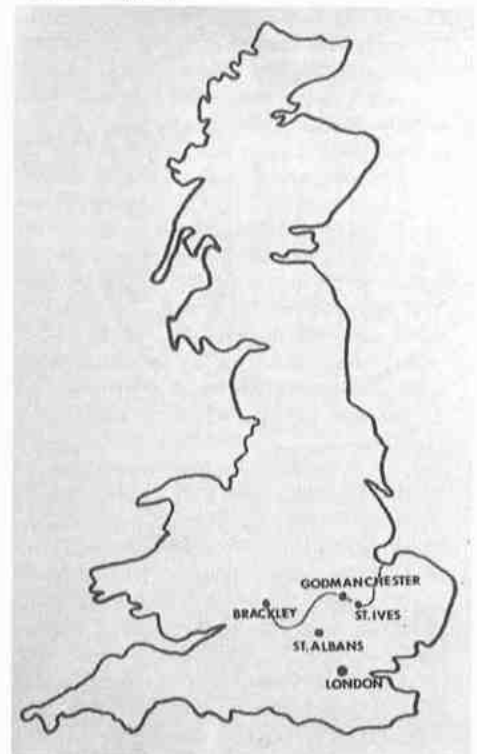 GODMANCHESTER
BRACKLEY
ST. IVES
ST. ALBANS
LONDON